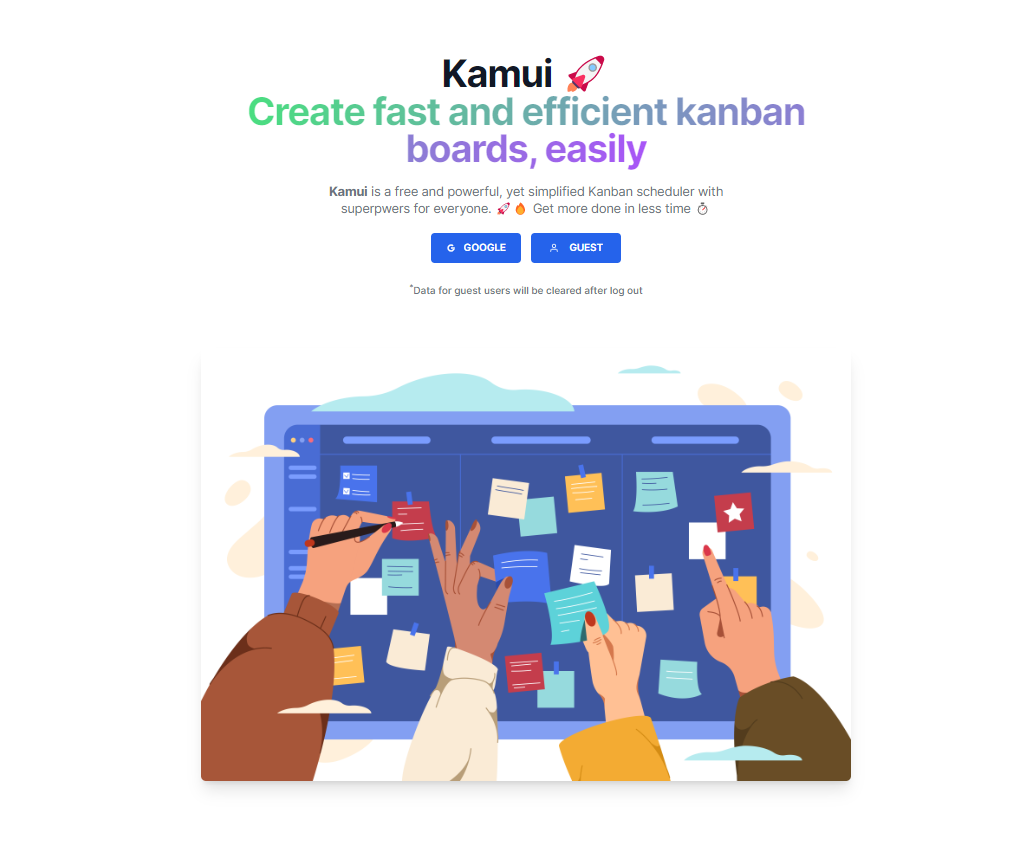 Kamui 🚀
Create fast and efficient kanban
boards, easily
Kamui is a free and powerful, yet simplified Kanban scheduler with
superpwers for everyone. 🚀🔥 Get more done in less time ⏱
GOOGLE
GUEST
*Data for guest users will be cleared after log out